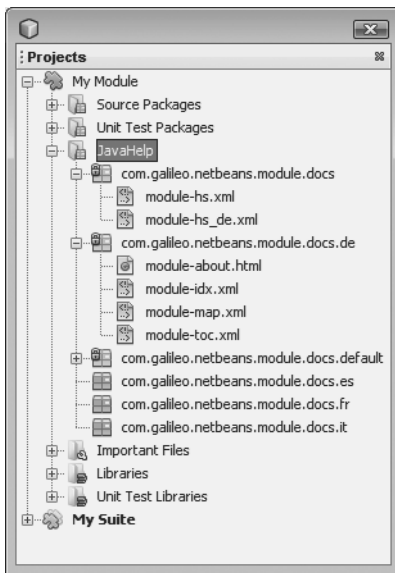 Projects
My Module
Source Packages
Unit Test Packages
JavaHelp
com.galileo.netbeans.module.docs
module-hs.xml
module-hs_de.xml
com.galileo.netbeans.module.docs.de
module-about.html
module-idx.xml
module-map.xml
module-toc.xml
com.galileo.netbeans.module.docs.default
com.galileo.netbeans.module.docs.es
com.galileo.netbeans.module.docs.fr
com.galileo.netbeans.module.docs.it
Important Files
Libraries
Unit Test Libraries
My Suite